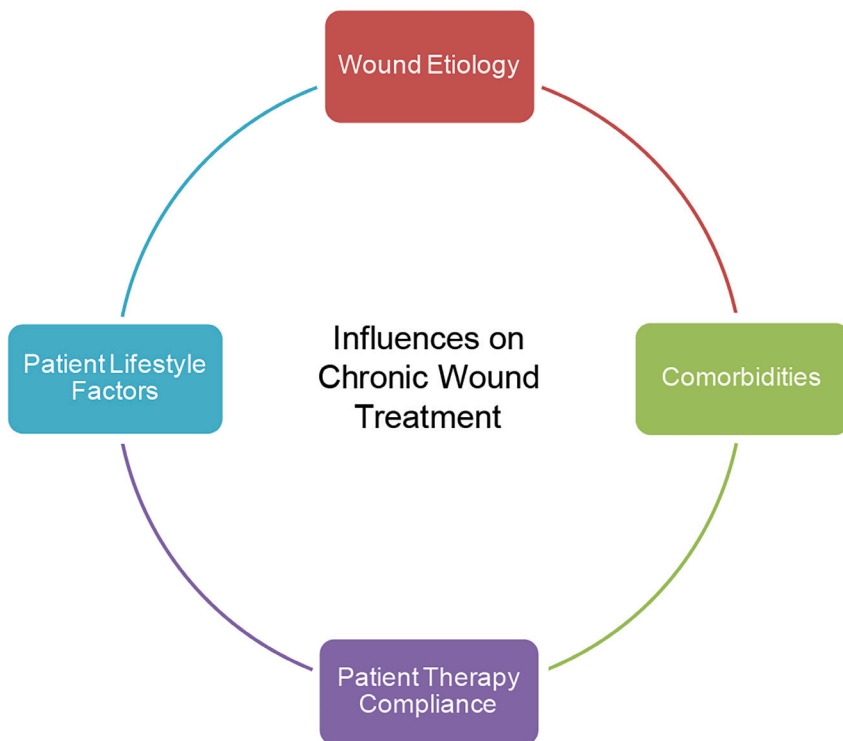 Wound Etiology
Patient Lifestyle
Factors
Influences on
Chronic Wound
Treatment
Comorbidities
Patient Therapy
Compliance